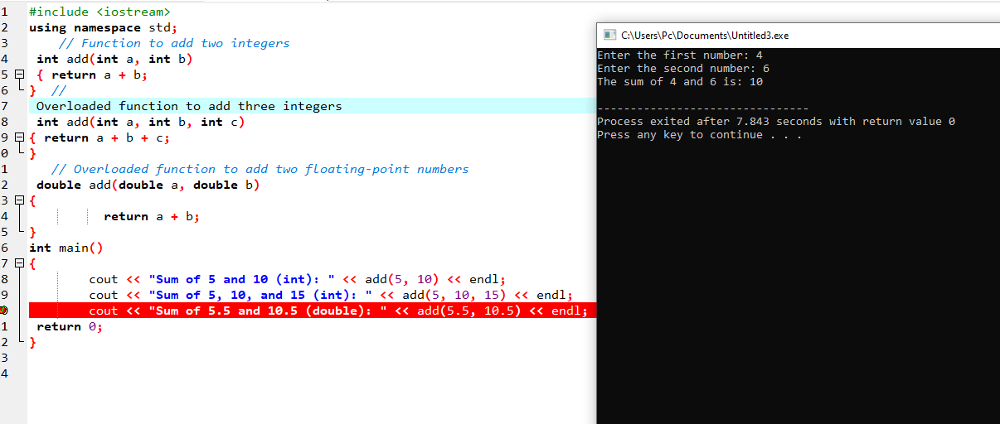 1 #include <iostream>
2 using namespace std;
3 // Function to add two integers
4 int add(int a, int b)
5 { return a + b;
6 } //
7 Overloaded function to add three integers
8 int add(int a, int b, int c)
9 { return a + b + c;
0 }
1 // Overloaded function to add two floating-point numbers
2 double add(double a, double b)
3 {
4 return a + b;
5 }
6 int main()
7 {
8 cout << "Sum of 5 and 10 (int): " << add(5, 10) << endl;
9 cout << "Sum of 5, 10, and 15 (int): " << add(5, 10, 15) << endl;
cout << "Sum of 5.5 and 10.5 (double): " << add(5.5, 10.5) << endl;
1 return 0;
2 }
3
4
C:\Users\Pc\Documents\Untitled3.exe
Enter the first number: 4
Enter the second number: 6
The sum of 4 and 6 is: 10
--------------------------------
Process exited after 7.843 seconds with return value 0
Press any key to continue . . .